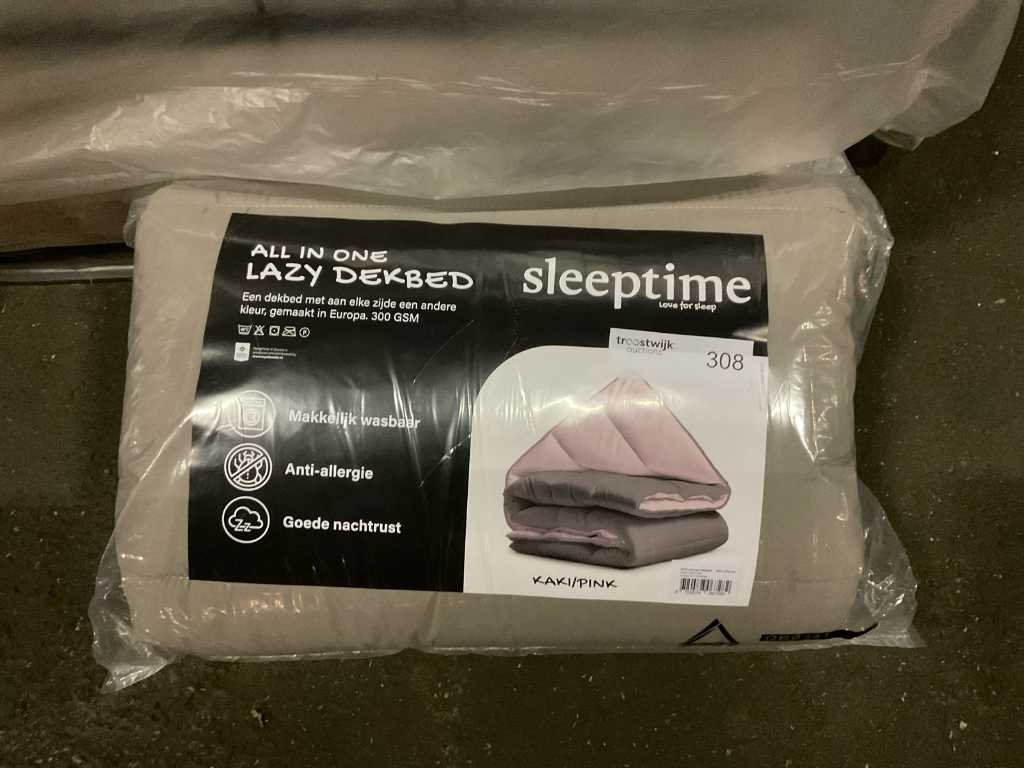 ALL IN ONE
LAZY DEKBED
Een dekbed met aan elke zijde een andere
kleur, gemaakt in Europa. 300 GSM
sleeptime
Love for sleep
troostwijk
auctions
308
Makkelijk wasbaar
Anti-allergie
Goede nachtrust
KAKI/PINK